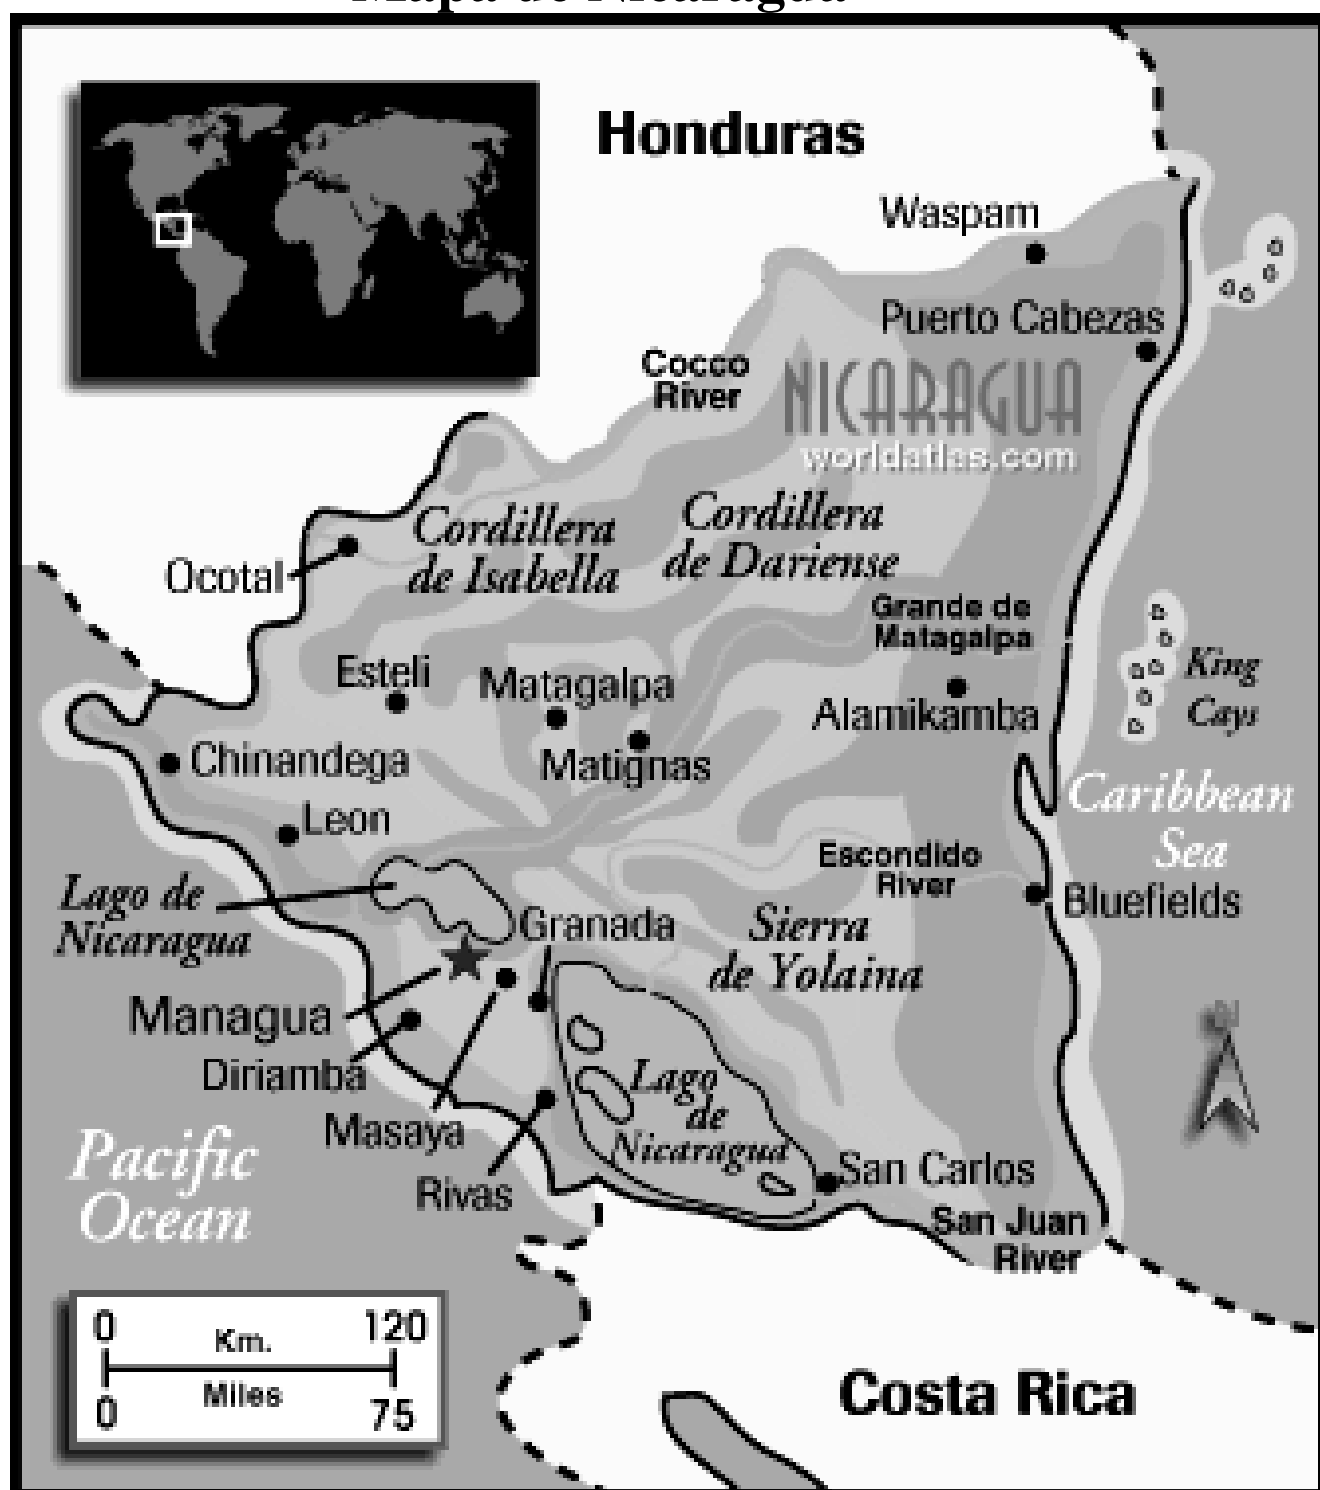 Mapa de Nicaragua
Honduras
Waspam
Puerto Cabezas
Cocco
River
NICARAGUA
worldatlas.com
Cordillera
de Isabella
Cordillera
de Dariense
Ocotal
Grande de
Matagalpa
Esteli
Matagalpa
King
Cays
Alamikamba
Chinandega
Matignas
Leon
Caribbean
Sea
Escondido
River
Lago de
Nicaragua
Bluefields
Granada
Sierra
de Yolaina
Managua
Diriamba
Lago
de
Nicaragua
Masaya
Pacific
Ocean
Rivas
San Carlos
San Juan
River
0 120
Km.
Miles
0 75
Costa Rica